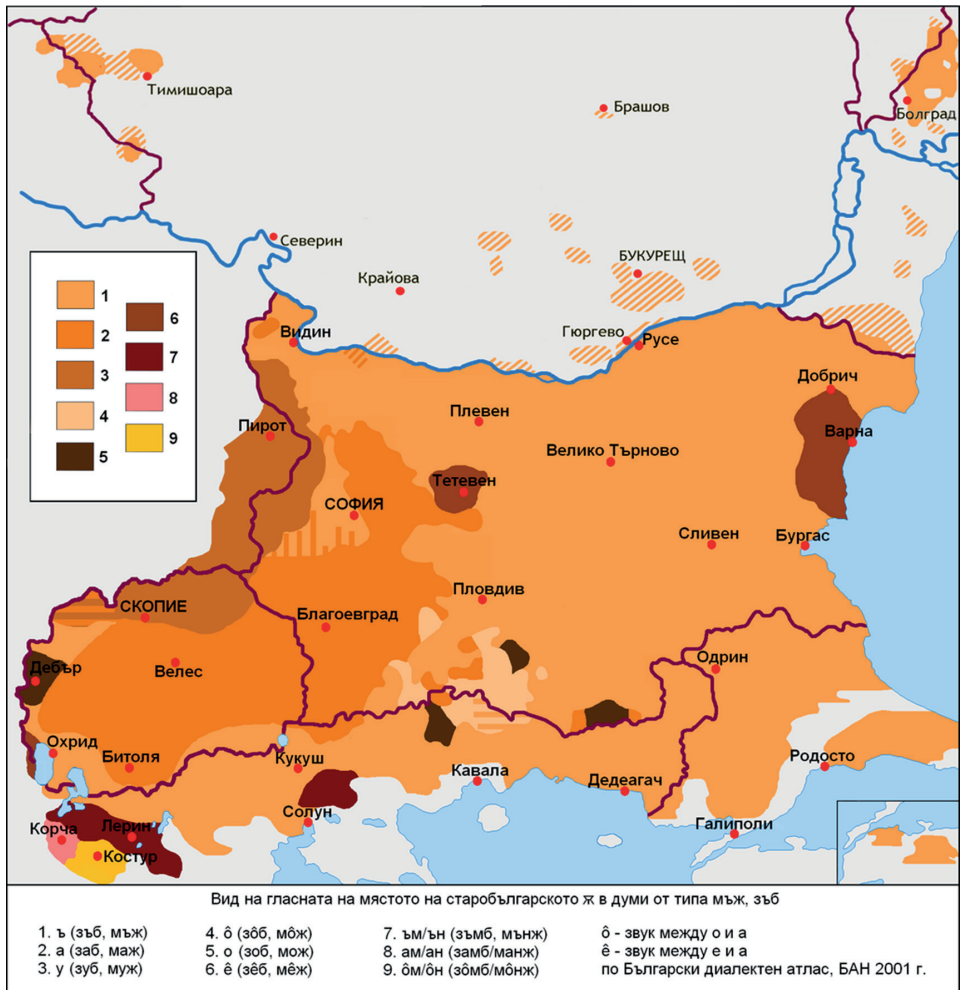 Тимишоара
Брашов
Болград
Северин
БУКУРЕЩ
Крайова
Гюргево
Русе
Видин
1
2
3
4
5
6
7
8
9
Добрич
Плевен
Пирот
Варна
Велико Търново
Тетевен
СОФИЯ
Сливен
Бургас
Пловдив
СКОПИЕ
Благоевград
Велес
Дебър
Одрин
Охрид
Битоля
Кукуш
Кавала
Дедеагач
Родосто
Солун
Галиполи
Корча
Лерин
Костур
Вид на гласната на мястото на старобългарското ѫ в думи от типа мъж, зъб
1. ъ (зъб, мъж)
2. а (заб, маж)
3. у (зуб, муж)
4. ô (зôб, мôж)
5. о (зоб, мож)
6. ê (зêб, мêж)
7. ъм/ън (зъмб, мънж)
8. ам/ан (замб/манж)
9. ôм/ôн (зôмб/мôнж)
ô - звук между о и а
ê - звук между е и а
по Български диалектен атлас, БАН 2001 г.